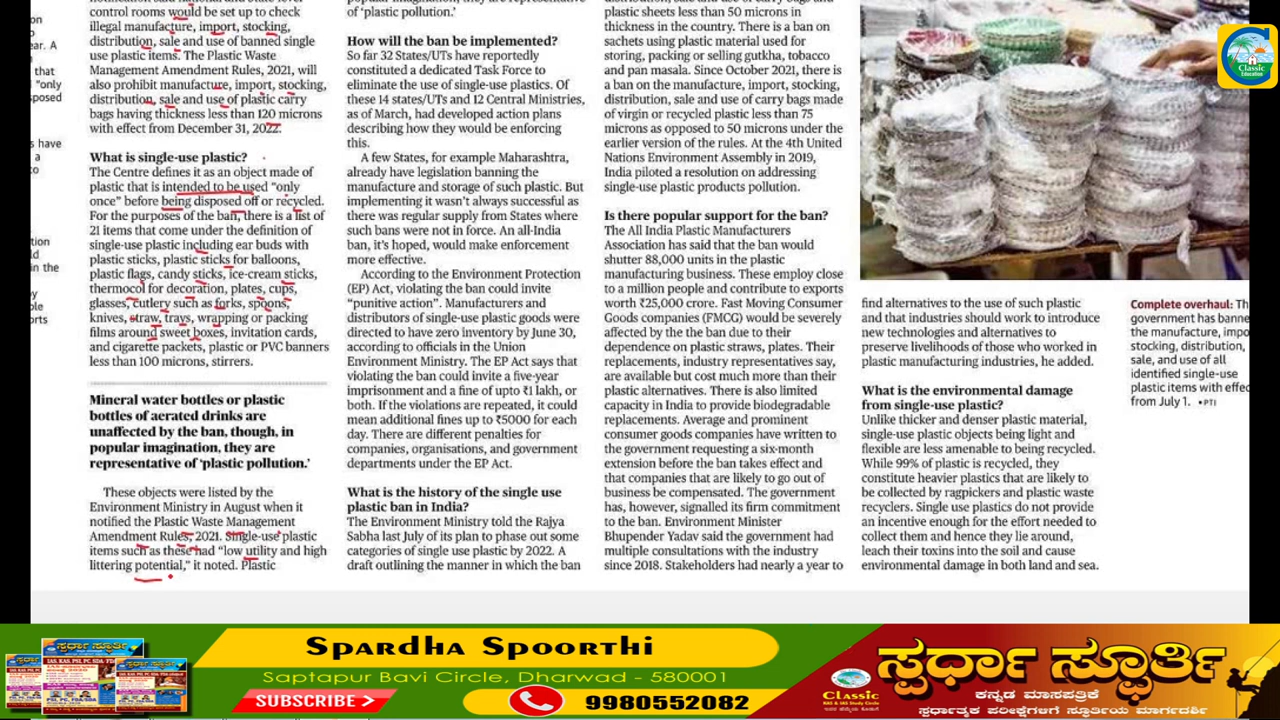 control rooms would be set up to check
illegal manufacture, import, stocking,
distribution, sale and use of banned single
use plastic items. The Plastic Waste
Management Amendment Rules, 2021, will
also prohibit manufacture, import, stocking,
distribution, sale and use of plastic carry
bags having thickness less than 120 microns
with effect from December 31, 2022.
What is single-use plastic?
The Centre defines it as an object made of
plastic that is intended to be used "only
once" before being disposed off or recycled.
For the purposes of the ban, there is a list of
21 items that come under the definition of
single-use plastic including ear buds with
plastic sticks, plastic sticks for balloons,
plastic flags, candy sticks, ice-cream sticks,
thermocol for decoration, plates, cups,
glasses, cutlery such as forks, spoons,
knives, straw, trays, wrapping or packing
films around sweet boxes, invitation cards,
and cigarette packets, plastic or PVC banners
less than 100 microns, stirrers.
Mineral water bottles or plastic
bottles of aerated drinks are
unaffected by the ban, though, in
popular imagination, they are
representative of 'plastic pollution.'
These objects were listed by the
Environment Ministry in August when it
notified the Plastic Waste Management
Amendment Rules, 2021. Single-use plastic
items such as these had "low utility and high
littering potential," it noted. Plastic
of 'plastic pollution.'
How will the ban be implemented?
So far 32 States/UTs have reportedly
constituted a dedicated Task Force to
eliminate the use of single-use plastics. Of
these 14 states/UTs and 12 Central Ministries,
as of March, had developed action plans
describing how they would be enforcing
this.
A few States, for example Maharashtra,
already have legislation banning the
manufacture and storage of such plastic. But
implementing it wasn't always successful as
there was regular supply from States where
such bans were not in force. An all-India
ban, it's hoped, would make enforcement
more effective.
According to the Environment Protection
(EP) Act, violating the ban could invite
"punitive action". Manufacturers and
distributors of single-use plastic goods were
directed to have zero inventory by June 30,
according to officials in the Union
Environment Ministry. The EP Act says that
violating the ban could invite a five-year
imprisonment and a fine of upto ₹1 lakh, or
both. If the violations are repeated, it could
mean additional fines up to ₹5000 for each
day. There are different penalties for
companies, organisations, and government
departments under the EP Act.
What is the history of the single use
plastic ban in India?
The Environment Ministry told the Rajya
Sabha last July of its plan to phase out some
categories of single use plastic by 2022. A
draft outlining the manner in which the ban
plastic sheets less than 50 microns in
thickness in the country. There is a ban on
sachets using plastic material used for
storing, packing or selling gutkha, tobacco
and pan masala. Since October 2021, there is
a ban on the manufacture, import, stocking,
distribution, sale and use of carry bags made
of virgin or recycled plastic less than 75
microns as opposed to 50 microns under the
earlier version of the rules. At the 4th United
Nations Environment Assembly in 2019,
India piloted a resolution on addressing
single-use plastic products pollution.
Is there popular support for the ban?
The All India Plastic Manufacturers
Association has said that the ban would
shutter 88,000 units in the plastic
manufacturing business. These employ close
to a million people and contribute to exports
worth ₹25,000 crore. Fast Moving Consumer
Goods companies (FMCG) would be severely
affected by the the ban due to their
dependence on plastic straws, plates. Their
replacements, industry representatives say,
are available but cost much more than their
plastic alternatives. There is also limited
capacity in India to provide biodegradable
replacements. Average and prominent
consumer goods companies have written to
the government requesting a six-month
extension before the ban takes effect and
that companies that are likely to go out of
business be compensated. The government
has, however, signalled its firm commitment
to the ban. Environment Minister
Bhupender Yadav said the government had
multiple consultations with the industry
since 2018. Stakeholders had nearly a year to
find alternatives to the use of such plastic
and that industries should work to introduce
new technologies and alternatives to
preserve livelihoods of those who worked in
plastic manufacturing industries, he added.
What is the environmental damage
from single-use plastic?
Unlike thicker and denser plastic material,
single-use plastic objects being light and
flexible are less amenable to being recycled.
While 99% of plastic is recycled, they
constitute heavier plastics that are likely to
be collected by ragpickers and plastic waste
recyclers. Single use plastics do not provide
an incentive enough for the effort needed to
collect them and hence they lie around,
leach their toxins into the soil and cause
environmental damage in both land and sea.
Complete overhaul: Th
government has banne
the manufacture, impo
stocking, distribution,
sale, and use of all
identified single-use
plastic items with effec
from July 1. • PTI
Classic
Education
Spardha Spoorthi
Saptapur Bavi Circle, Dharwad - 580001
SUBSCRIBE
9980552082
ಸ್ಪರ್ಧಾ ಸ್ಫೂರ್ತಿ
ಕನ್ನಡ ಮಾಸಪತ್ರಿಕೆ
ಸ್ಪರ್ಧಾತ್ಮಕ ಪರೀಕ್ಷೆಗಳಿಗೆ ಸ್ಫೂರ್ತಿಯ ಮಾರ್ಗದರ್ಶಿ
Classic
IAS & KAS Study Circle